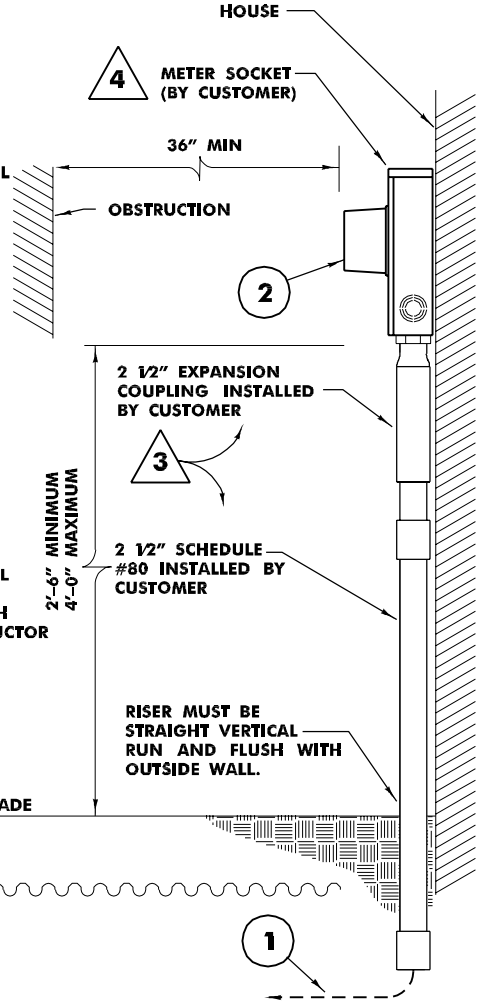 HOUSE
4
METER SOCKET
(BY CUSTOMER)
36" MIN
L
OBSTRUCTION
2
2 1/2" EXPANSION
COUPLING INSTALLED
BY CUSTOMER
3
2'-6" MINIMUM
4'-0" MAXIMUM
2 1/2" SCHEDULE
#80 INSTALLED BY
CUSTOMER
L
H
UCTOR
RISER MUST BE
STRAIGHT VERTICAL
RUN AND FLUSH WITH
OUTSIDE WALL.
ADE
1